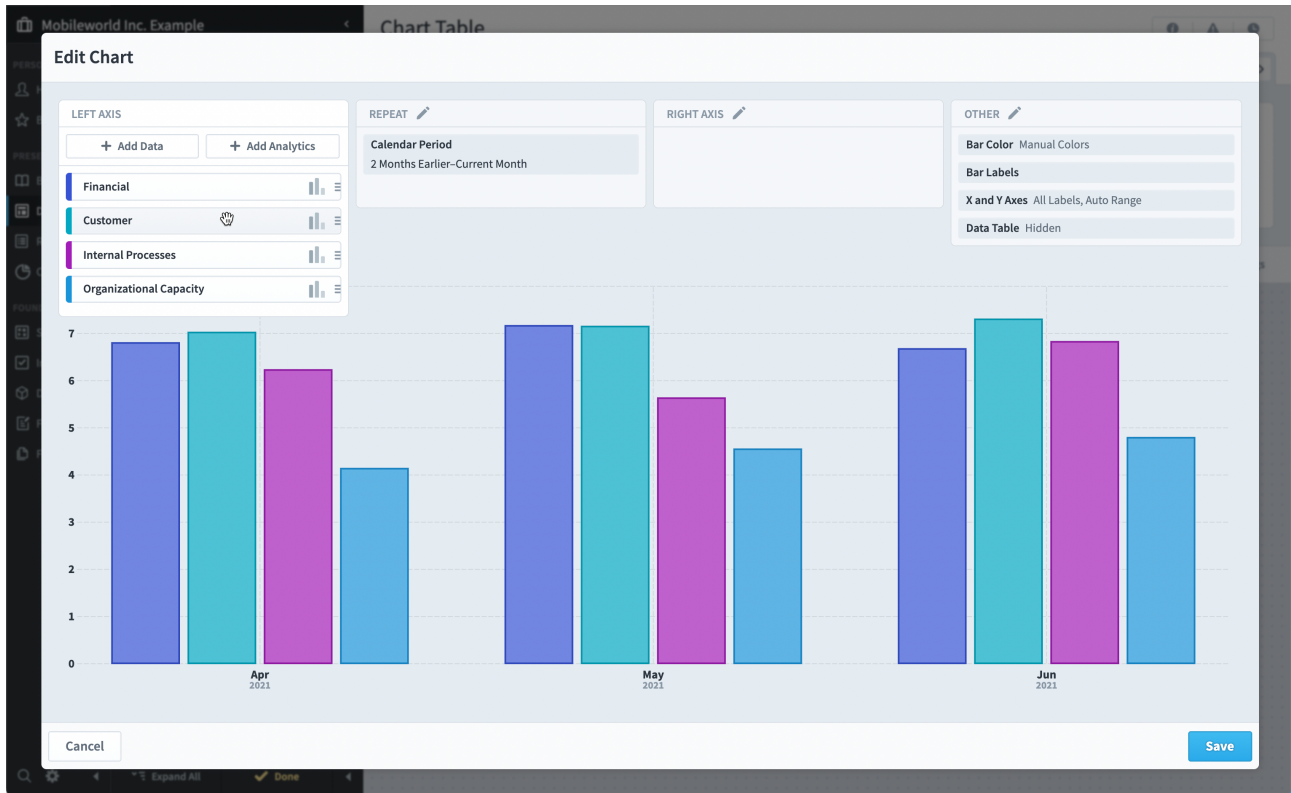 Mobileworld Inc. Example
Chart Table
Edit Chart
LEFT AXIS
+ Add Data
+ Add Analytics
Financial
Customer
Internal Processes
Organizational Capacity
REPEAT
Calendar Period
2 Months Earlier–Current Month
RIGHT AXIS
OTHER
Bar Color Manual Colors
Bar Labels
X and Y Axes All Labels, Auto Range
Data Table Hidden
7
6
5
4
3
2
1
0
Apr
2021
May
2021
Jun
2021
Cancel
Save
Expand All
Done